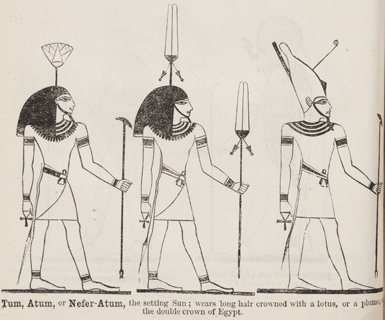 Tum, Atum, or Nefer-Atum, the setting Sun; wears long hair crowned with a lotus, or a plume,
the double crown of Egypt.